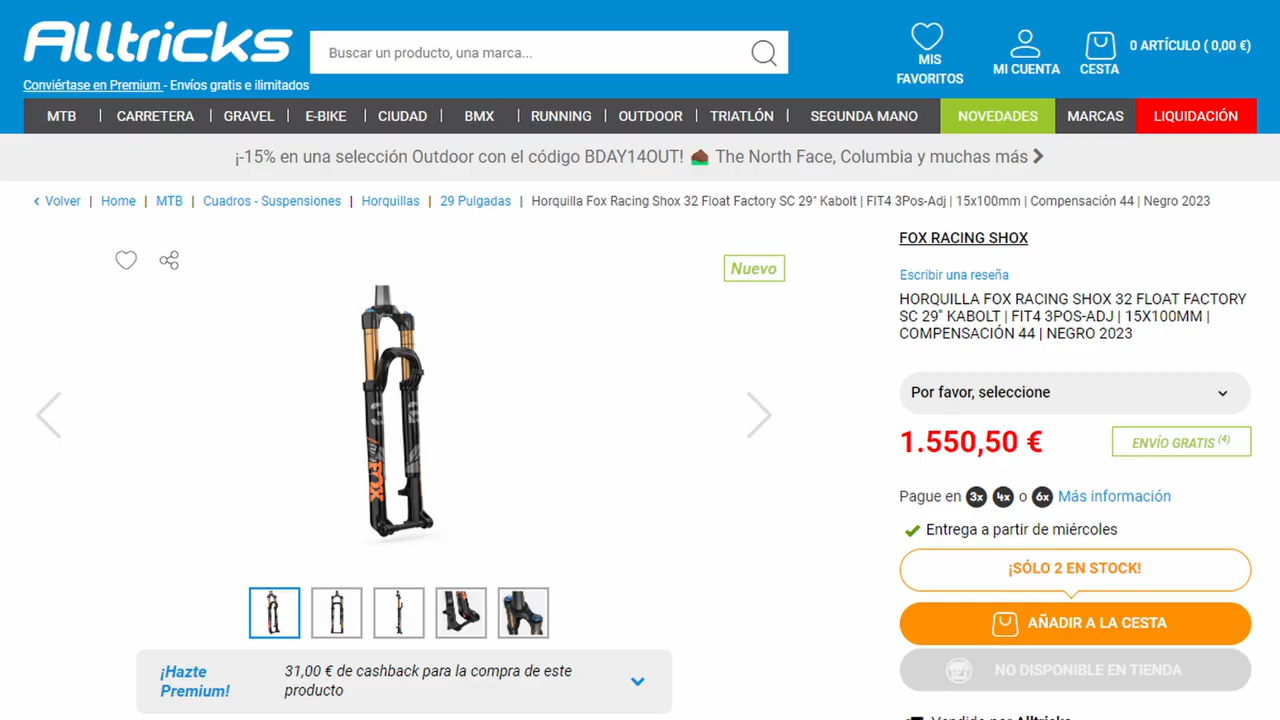 Alltricks
Buscar un producto, una marca...
MIS
FAVORITOS
MI CUENTA
CESTA
0 ARTÍCULO ( 0,00 €)
Conviértase en Premium - Envíos gratis e ilimitados
MTB | CARRETERA | GRAVEL | E-BIKE | CIUDAD | BMX | RUNNING | OUTDOOR | TRIATLÓN | SEGUNDA MANO NOVEDADES MARCAS LIQUIDACIÓN
¡-15% en una selección Outdoor con el código BDAY14OUT! The North Face, Columbia y muchas más
Volver | Home | MTB | Cuadros - Suspensiones | Horquillas | 29 Pulgadas | Horquilla Fox Racing Shox 32 Float Factory SC 29" Kabolt | FIT4 3Pos-Adj | 15x100mm | Compensación 44 | Negro 2023
Nuevo
FOX
FOX RACING SHOX
Escribir una reseña
HORQUILLA FOX RACING SHOX 32 FLOAT FACTORY
SC 29" KABOLT | FIT4 3POS-ADJ | 15X100MM |
COMPENSACIÓN 44 | NEGRO 2023
Por favor, seleccione
1.550,50 €
ENVÍO GRATIS (4)
Pague en 3x 4x o 6x Más información
Entrega a partir de miércoles
¡SÓLO 2 EN STOCK!
AÑADIR A LA CESTA
NO DISPONIBLE EN TIENDA
Vendido por Alltricks
¡Hazte
Premium!
31,00 € de cashback para la compra de este
producto